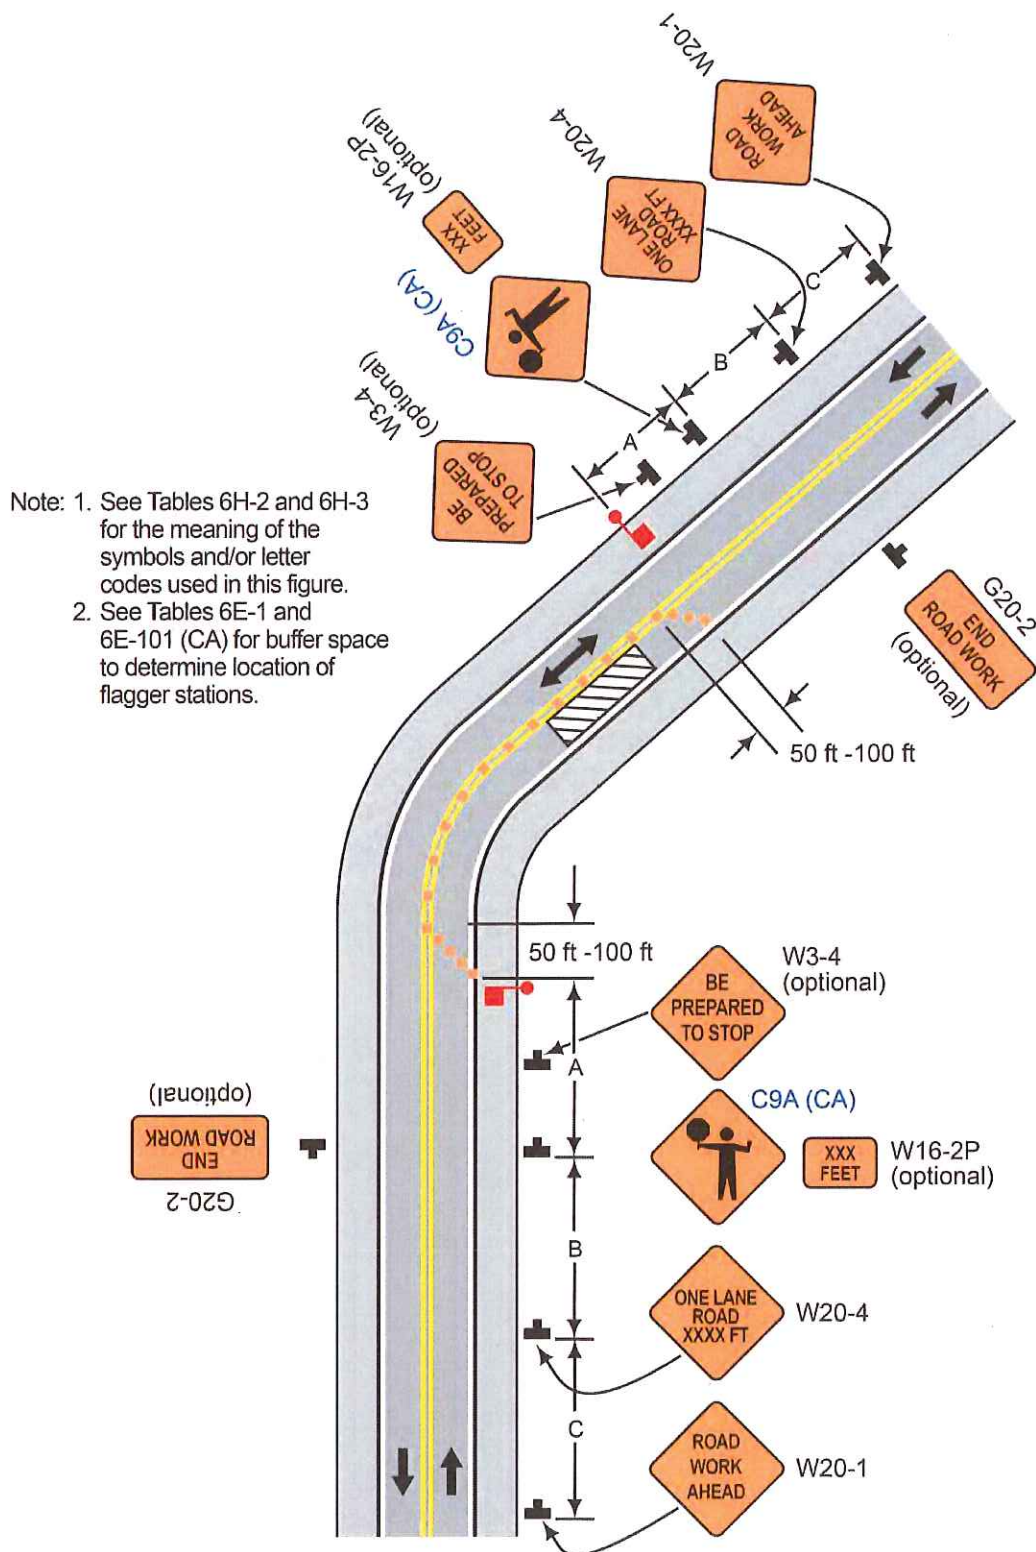 W20-1
ROAD
WORK
AHEAD
W20-4
ONE LANE
ROAD
XXXX FT
W16-2P
(optional)
XXX
FEET
C9A (CA)
W3-4
(optional)
BE
PREPARED
TO STOP
C
B
A
Note: 1. See Tables 6H-2 and 6H-3
for the meaning of the
symbols and/or letter
codes used in this figure.
2. See Tables 6E-1 and
6E-101 (CA) for buffer space
to determine location of
flagger stations.
G20-2
END
ROAD WORK
(optional)
50 ft -100 ft
50 ft -100 ft
BE
PREPARED
TO STOP
W3-4
(optional)
A
C9A (CA)
XXX
FEET
W16-2P
(optional)
G20-2
END
ROAD WORK
(optional)
B
ONE LANE
ROAD
XXXX FT
W20-4
C
ROAD
WORK
AHEAD
W20-1